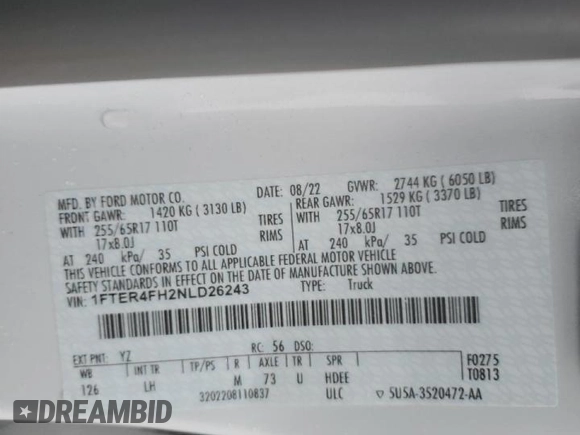 MFD. BY FORD MOTOR CO.
DATE: 08/22 GVWR: 2744 KG ( 6050 LB)
FRONT GAWR: 1420 KG ( 3130 LB) REAR GAWR: 1529 KG ( 3370 LB)
WITH 255/65R17 110T TIRES 255/65R17 110T TIRES
17x8.0J RIMS 17x8.0J RIMS
AT 240 kPa/ 35 PSI COLD AT 240 kPa/ 35 PSI COLD
THIS VEHICLE CONFORMS TO ALL APPLICABLE FEDERAL MOTOR VEHICLE
SAFETY STANDARDS IN EFFECT ON THE DATE OF MANUFACTURE SHOWN ABOVE.
VIN: 1FTER4FH2NLD26243 TYPE: Truck
EXT PNT: YZ RC: 56 DSO: F0275
WB INT TR TP/PS R AXLE TR SPR T0813
126 LH M 73 U HDEE
3202208110837 ULC ▽ 5U5A-3520472-AA
DREAMBID